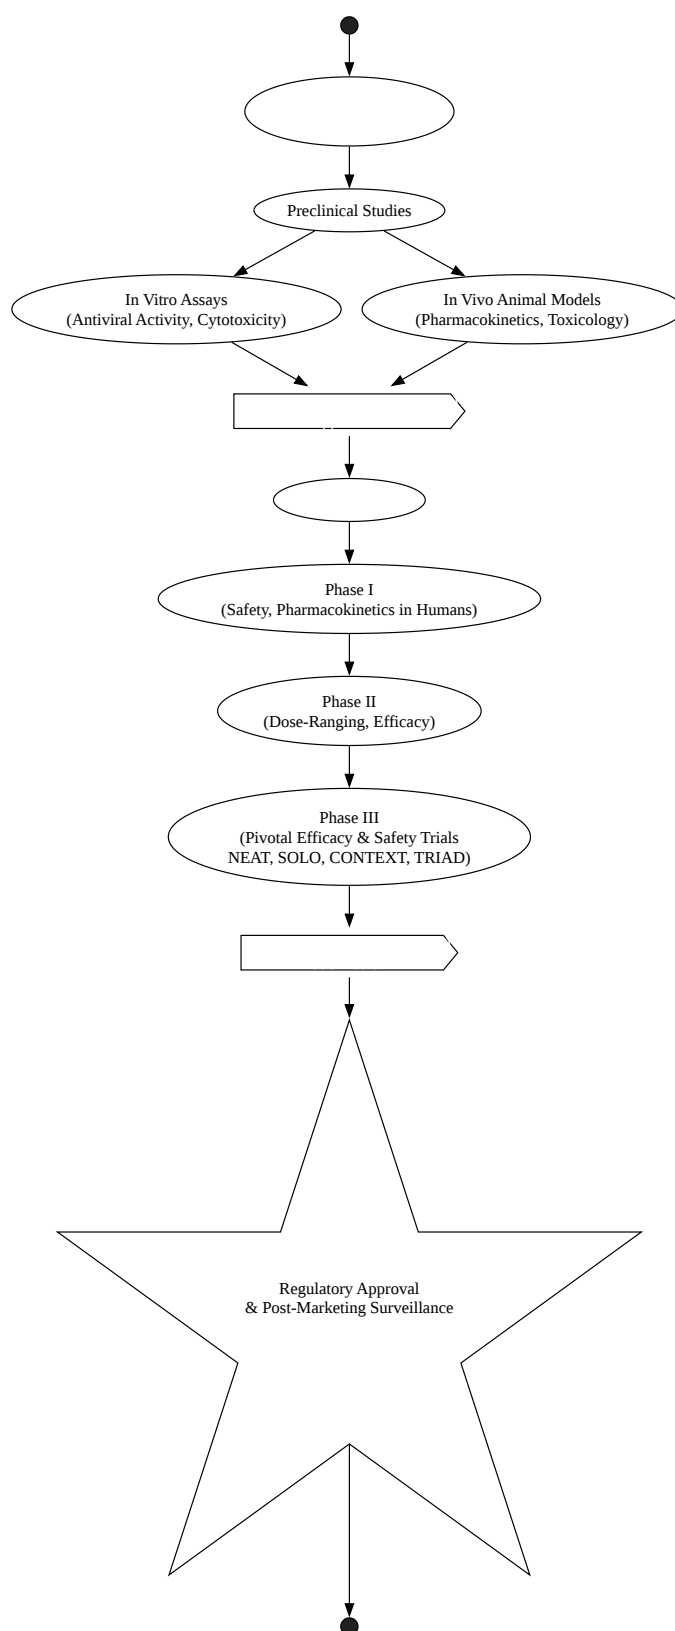 Preclinical Studies
In Vitro Assays
(Antiviral Activity, Cytotoxicity)
In Vivo Animal Models
(Pharmacokinetics, Toxicology)
Phase I
(Safety, Pharmacokinetics in Humans)
Phase II
(Dose-Ranging, Efficacy)
Phase III
(Pivotal Efficacy & Safety Trials
NEAT, SOLO, CONTEXT, TRIAD)
Regulatory Approval
& Post-Marketing Surveillance